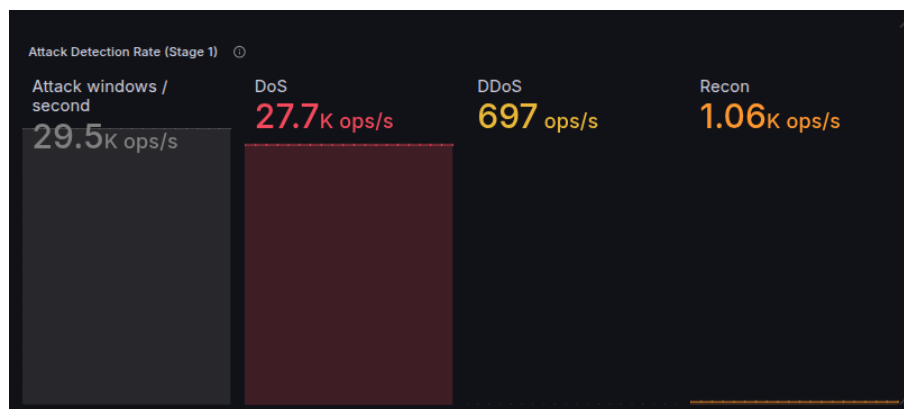 Attack Detection Rate (Stage 1)
Attack windows /
second
29.5K ops/s
DoS
27.7K ops/s
DDoS
697 ops/s
Recon
1.06K ops/s